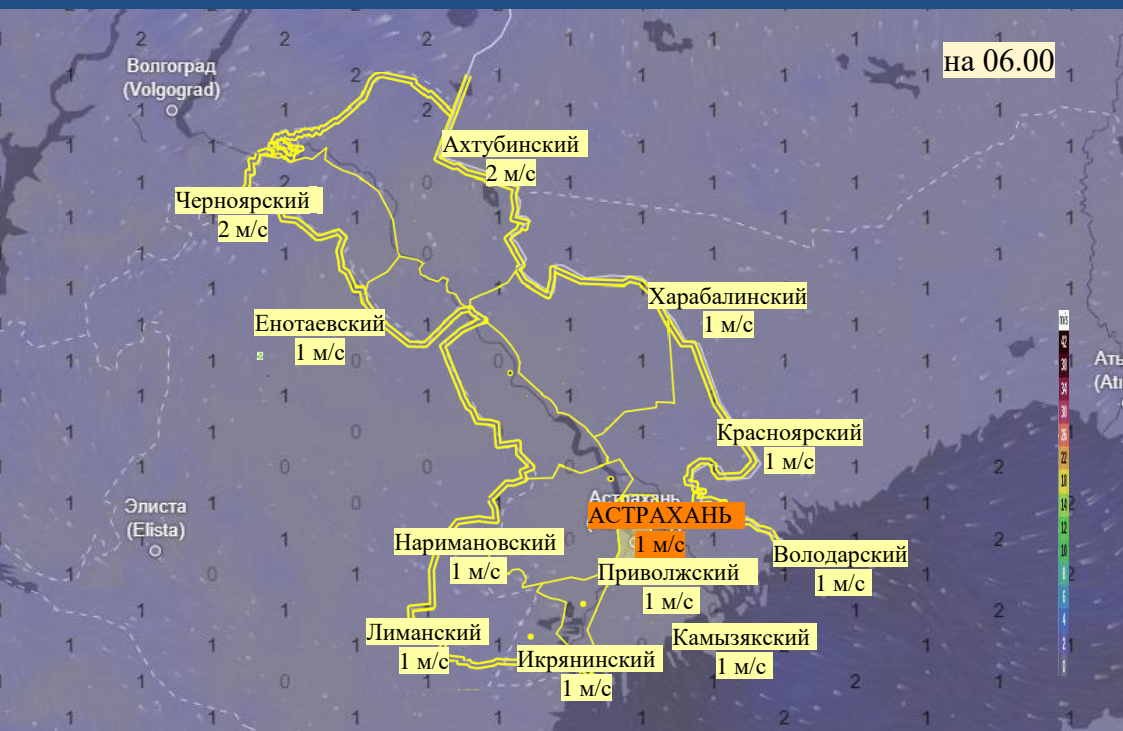 на 06.00
Волгоград
(Volgograd)
Ахтубинский
2 м/с
Черноярский
2 м/с
Харабалинский
1 м/с
Енотаевский
1 м/с
Красноярский
1 м/с
Элиста
(Elista)
Астрахань
АСТРАХАНЬ
1 м/с
Наримановский
1 м/с
Володарский
1 м/с
Приволжский
1 м/с
Лиманский
1 м/с
Камызякский
1 м/с
Икрянинский
1 м/с